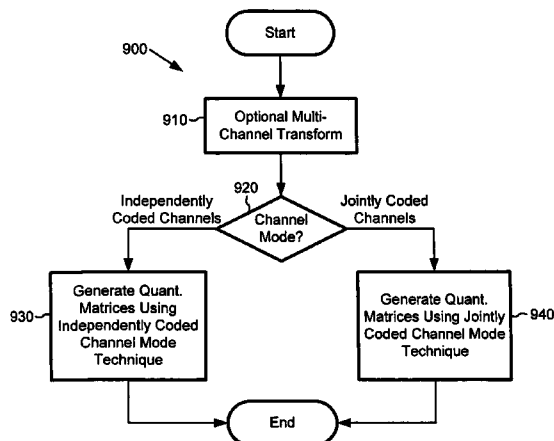 Start
900
910
Optional Multi-
Channel Transform
920
Independently
Coded Channels
Channel
Mode?
Jointly Coded
Channels
930
Generate Quant.
Matrices Using
Independently Coded
Channel Mode
Technique
Generate Quant.
Matrices Using Jointly
Coded Channel Mode
Technique
940
End